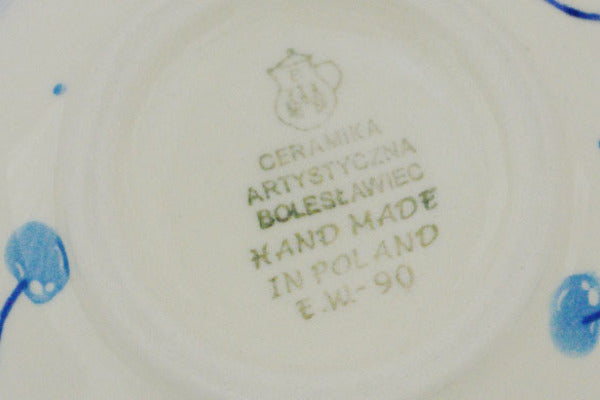 CERAMIKA
ARTYSTYCZNA
BOLESŁAWIEC
HAND MADE
IN POLAND
E.W.-90